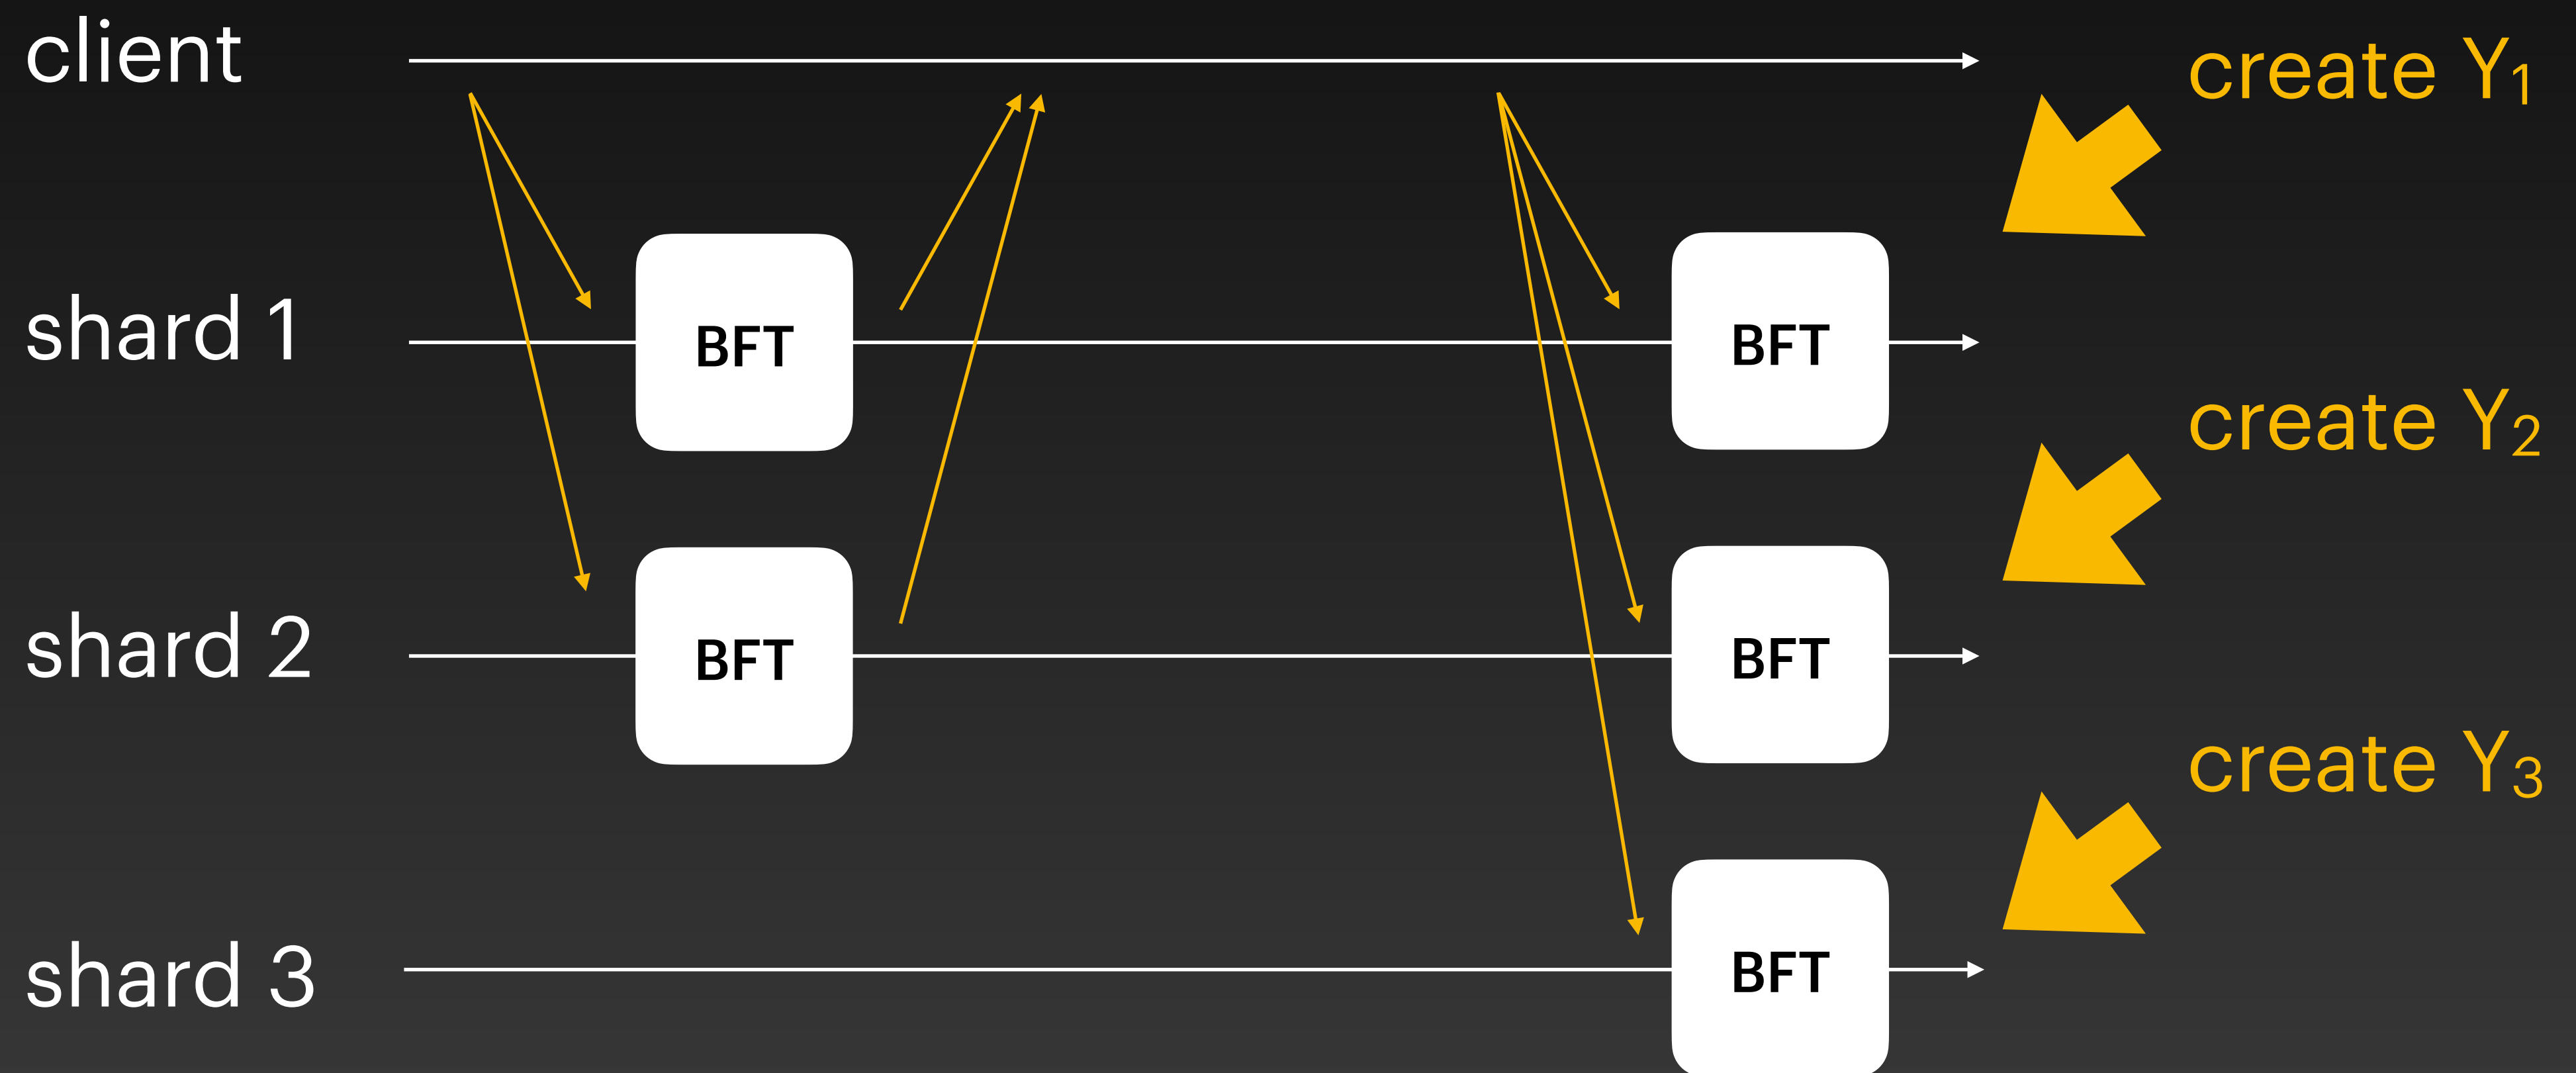 client
create Y₁
shard 1
BFT
BFT
create Y₂
shard 2
BFT
BFT
create Y₃
shard 3
BFT